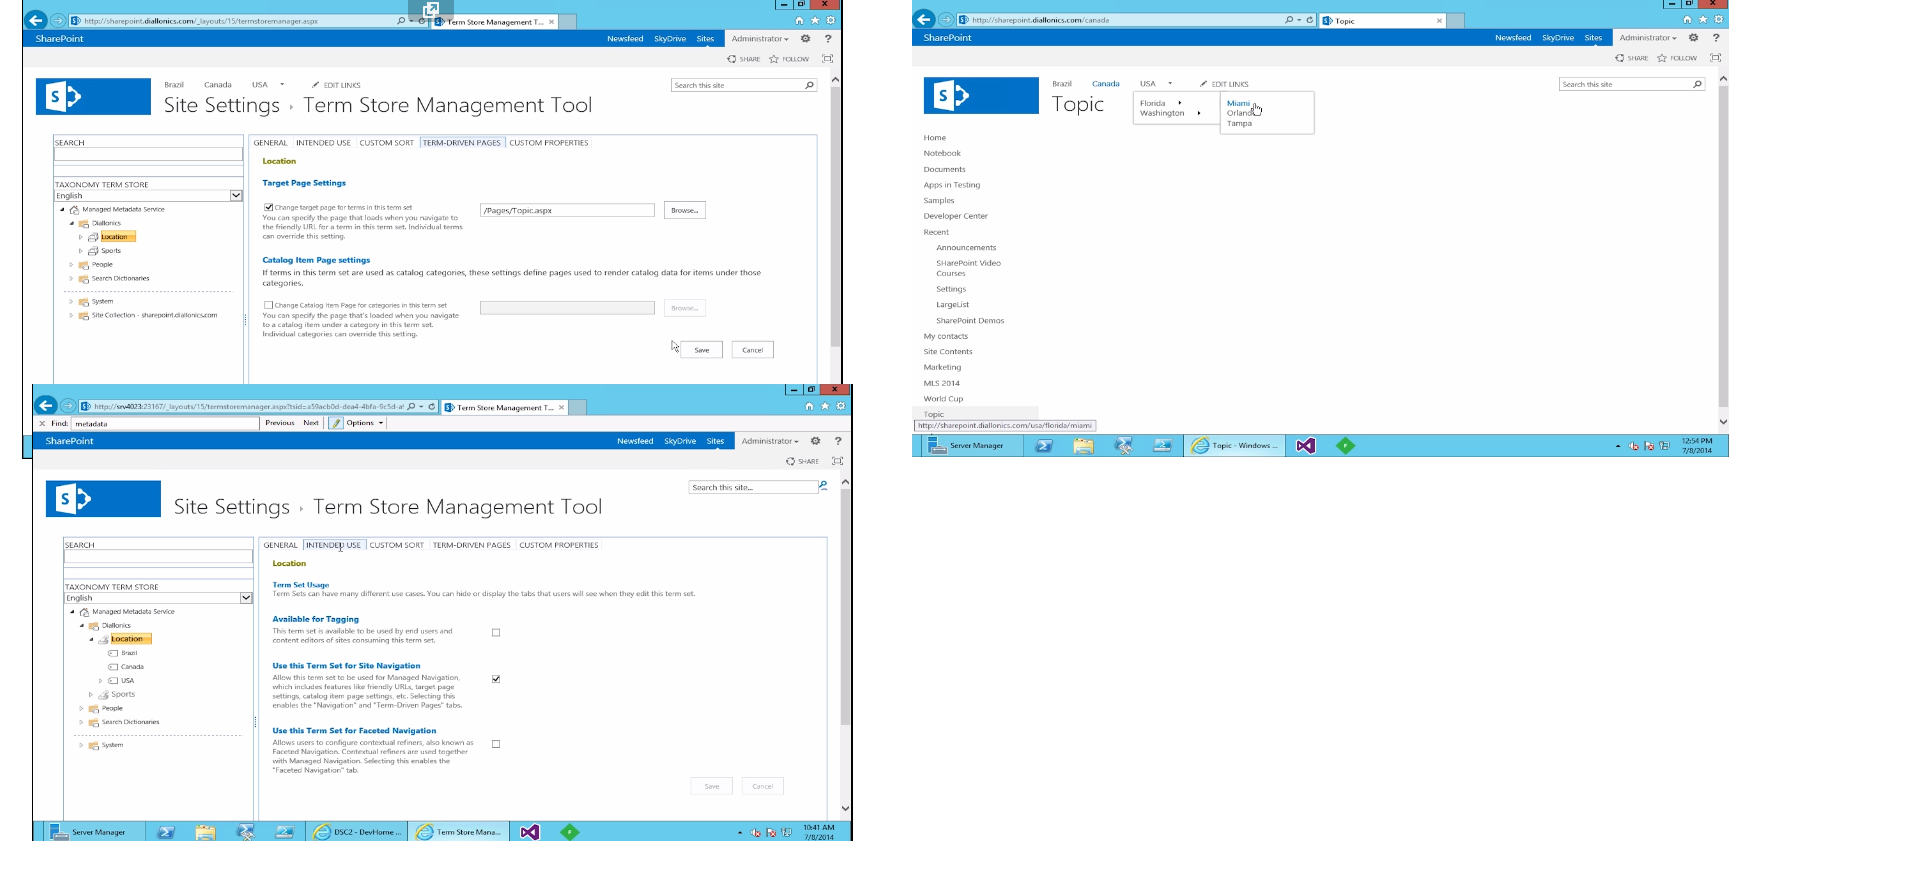 http://sharepoint.diallonics.com/_layouts/15/termstoremanager.aspx
Term Store Management T...
SharePoint
Newsfeed SkyDrive Sites Administrator ?
SHARE FOLLOW
Brazil Canada USA EDIT LINKS
Search this site
S
Site Settings › Term Store Management Tool
SEARCH
TAXONOMY TERM STORE
English
Managed Metadata Service
Diallonics
Location
Sports
People
Search Dictionaries
System
Site Collection - sharepoint.diallonics.com
GENERAL INTENDED USE CUSTOM SORT TERM-DRIVEN PAGES CUSTOM PROPERTIES
Location
Target Page Settings
Change target page for terms in this term set
You can specify the page that loads when you navigate to
the friendly URL for a term in this term set. Individual terms
can override this setting.
/Pages/Topic.aspx
Browse...
Catalog Item Page settings
If terms in this term set are used as catalog categories, these settings define pages used to render catalog data for items under those
categories.
Change Catalog Item Page for categories in this term set
You can specify the page that's loaded when you navigate
to a catalog item under a category in this term set.
Individual categories can override this setting.
Browse...
Save Cancel
http://srv4023:23167/_layouts/15/termstoremanager.aspx?tsid=a59acb0d-dea4-4bfa-9c5d-a
Term Store Management T...
Find: metadata Previous Next Options
SharePoint
Newsfeed SkyDrive Sites Administrator ?
SHARE
Search this site...
S
Site Settings › Term Store Management Tool
SEARCH
TAXONOMY TERM STORE
English
Managed Metadata Service
Diallonics
Location
Brazil
Canada
USA
Sports
People
Search Dictionaries
System
GENERAL INTENDED USE CUSTOM SORT TERM-DRIVEN PAGES CUSTOM PROPERTIES
Location
Term Set Usage
Term Sets can have many different use cases. You can hide or display the tabs that users will see when they edit this term set.
Available for Tagging
This term set is available to be used by end users and
content editors of sites consuming this term set.
Use this Term Set for Site Navigation
Allow this term set to be used for Managed Navigation,
which includes features like friendly URLs, target page
settings, catalog item page settings, etc. Selecting this
enables the "Navigation" and "Term-Driven Pages" tabs.
Use this Term Set for Faceted Navigation
Allows users to configure contextual refiners, also known as
Faceted Navigation. Contextual refiners are used together
with Managed Navigation. Selecting this enables the
"Faceted Navigation" tab.
Save Cancel
Server Manager DSC2 - DevHome ... Term Store Mana...
10:41 AM
7/8/2014
http://sharepoint.diallonics.com/canada
Topic
SharePoint
Newsfeed SkyDrive Sites Administrator ?
SHARE FOLLOW
Brazil Canada USA EDIT LINKS
Search this site
S
Topic
Florida
Washington
Miami
Orland
Tampa
Home
Notebook
Documents
Apps in Testing
Samples
Developer Center
Recent
Announcements
SHarePoint Video
Courses
Settings
LargeList
SharePoint Demos
My contacts
Site Contents
Marketing
MLS 2014
World Cup
Topic
http://sharepoint.diallonics.com/usa/florida/miami
Server Manager Topic - Windows ...
12:54 PM
7/8/2014